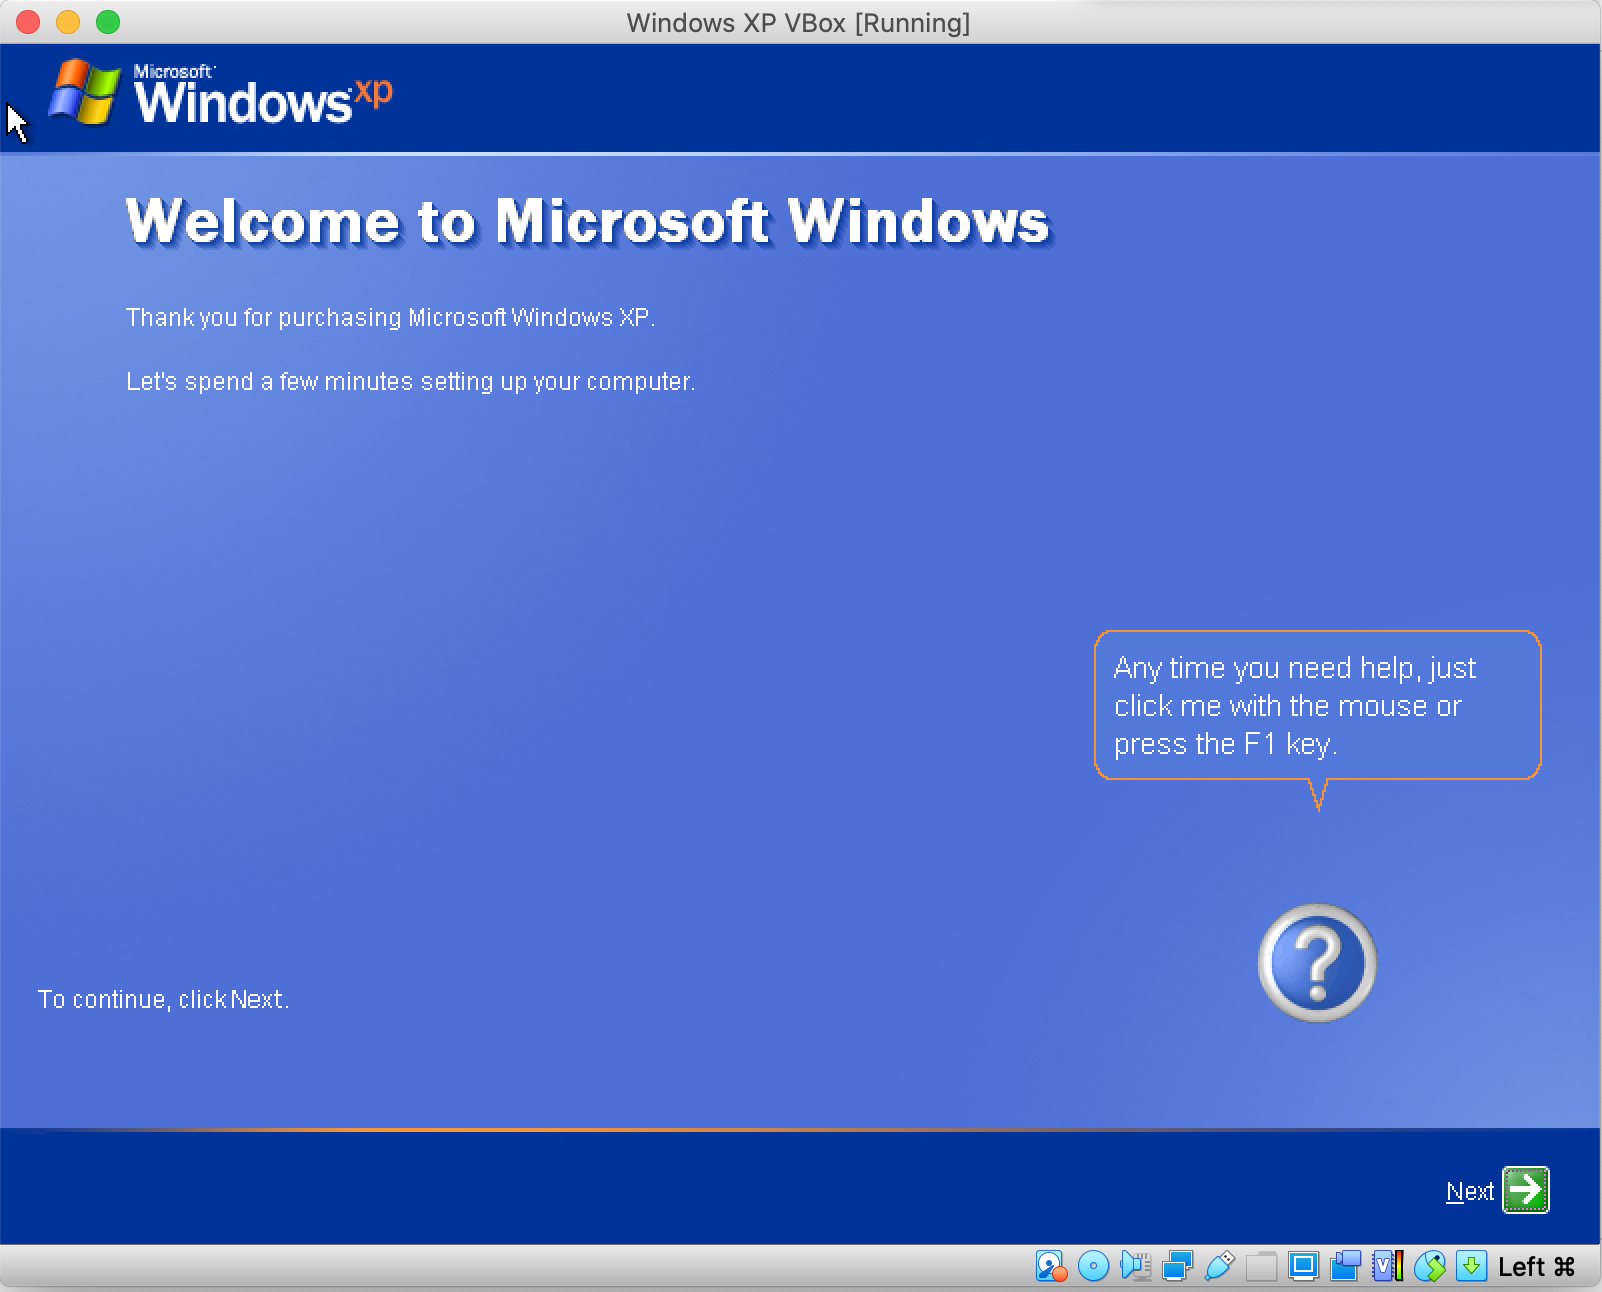 Windows XP VBox [Running]
Microsoft
Windows xp
Welcome to Microsoft Windows
Thank you for purchasing Microsoft Windows XP.
Let's spend a few minutes setting up your computer.
Any time you need help, just
click me with the mouse or
press the F1 key.
?
To continue, click Next.
Next
V
Left ⌘